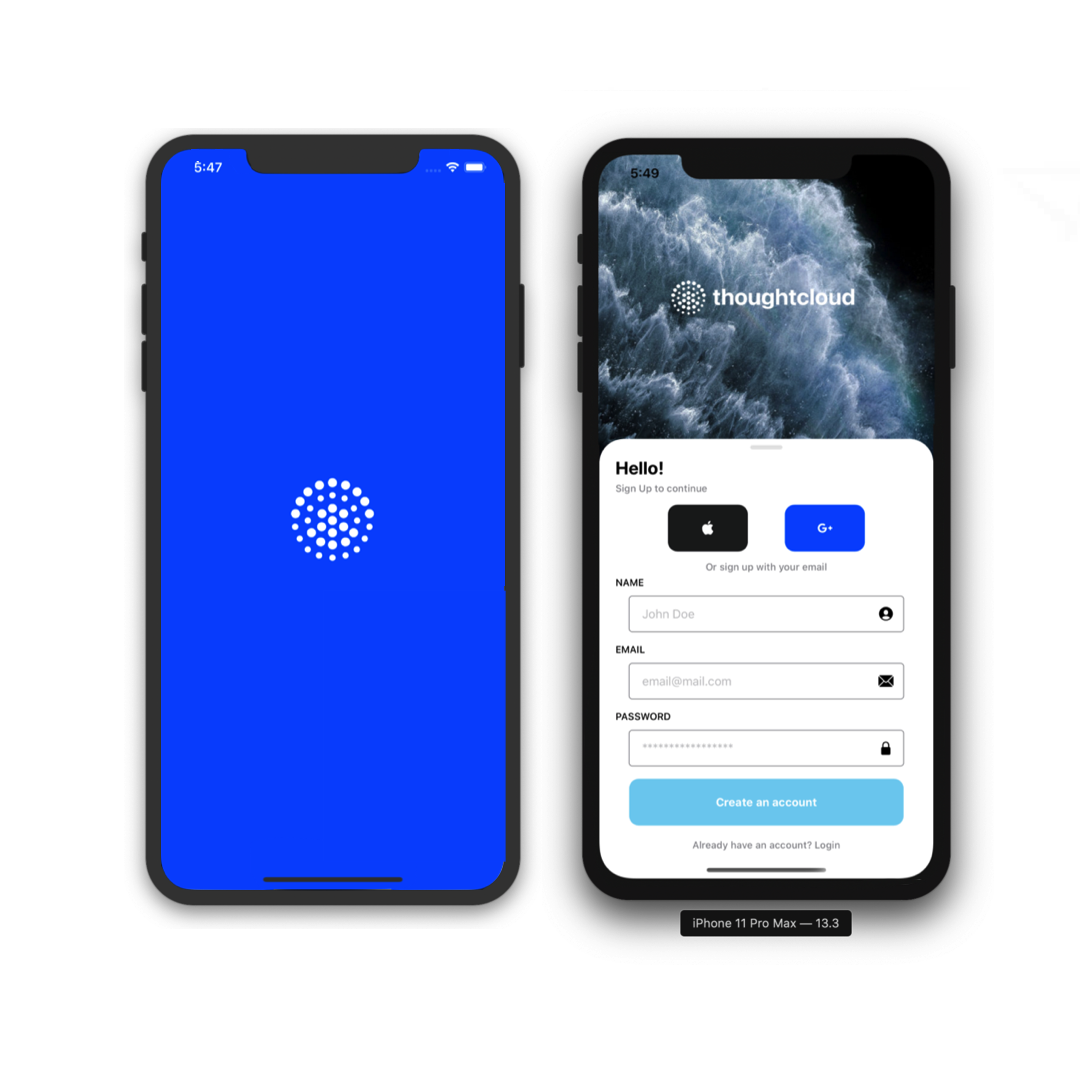 5:47
5:49
thoughtcloud
Hello!
Sign Up to continue
G+
Or sign up with your email
NAME
John Doe
EMAIL
email@mail.com
PASSWORD
*****************
Create an account
Already have an account? Login
iPhone 11 Pro Max — 13.3